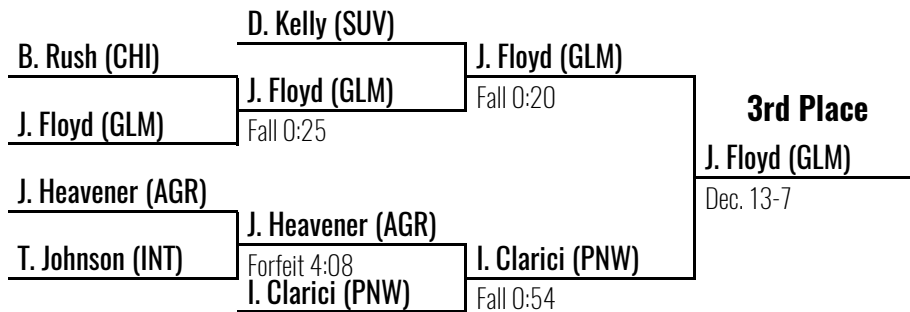 D. Kelly (SUV)
B. Rush (CHI)
J. Floyd (GLM)
J. Floyd (GLM)
Fall 0:20
3rd Place
J. Floyd (GLM)
Fall 0:25
J. Floyd (GLM)
Dec. 13-7
J. Heavener (AGR)
J. Heavener (AGR)
T. Johnson (INT)
Forfeit 4:08
I. Clarici (PNW)
I. Clarici (PNW)
Fall 0:54